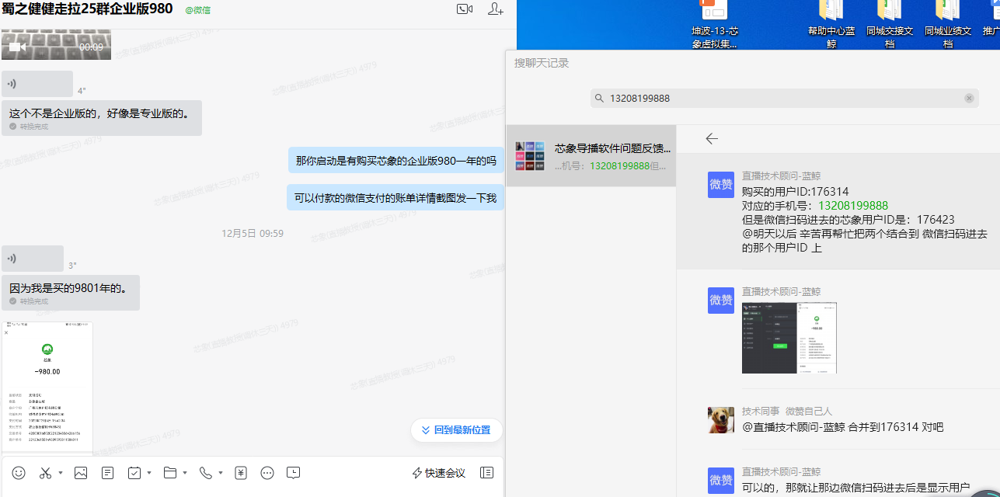 蜀之健健走拉25群企业版980
@微信
00:09
4"
这个不是企业版的，好像是专业版的。
转换完成
那你启动是有购买芯象的企业版980一年的吗
可以付款的微信支付的账单详情截图发一下我
12月5日 09:59
3"
因为我是买的9801年的。
转换完成
芯象
-980.00
回到最新位置
快速会议
坤波-13-芯
象虚拟集...
帮助中心蓝
鲸
同城交接文
档
同城业绩文
档
推广
搜聊天记录
13208199888
芯象导播软件问题反馈...
...机号：13208199888但...
微赞
直播技术顾问-蓝鲸
购买的用户ID:176314
对应的手机号：13208199888
但是微信扫码进去的芯象用户ID是：176423
@明天以后 辛苦再帮忙把两个结合到 微信扫码进去
的那个用户ID 上
微赞
直播技术顾问-蓝鲸
技术同事 微赞自己人
@直播技术顾问-蓝鲸 合并到176314 对吧
微赞
直播技术顾问-蓝鲸
可以的，那就让那边微信扫码进去后是显示用户